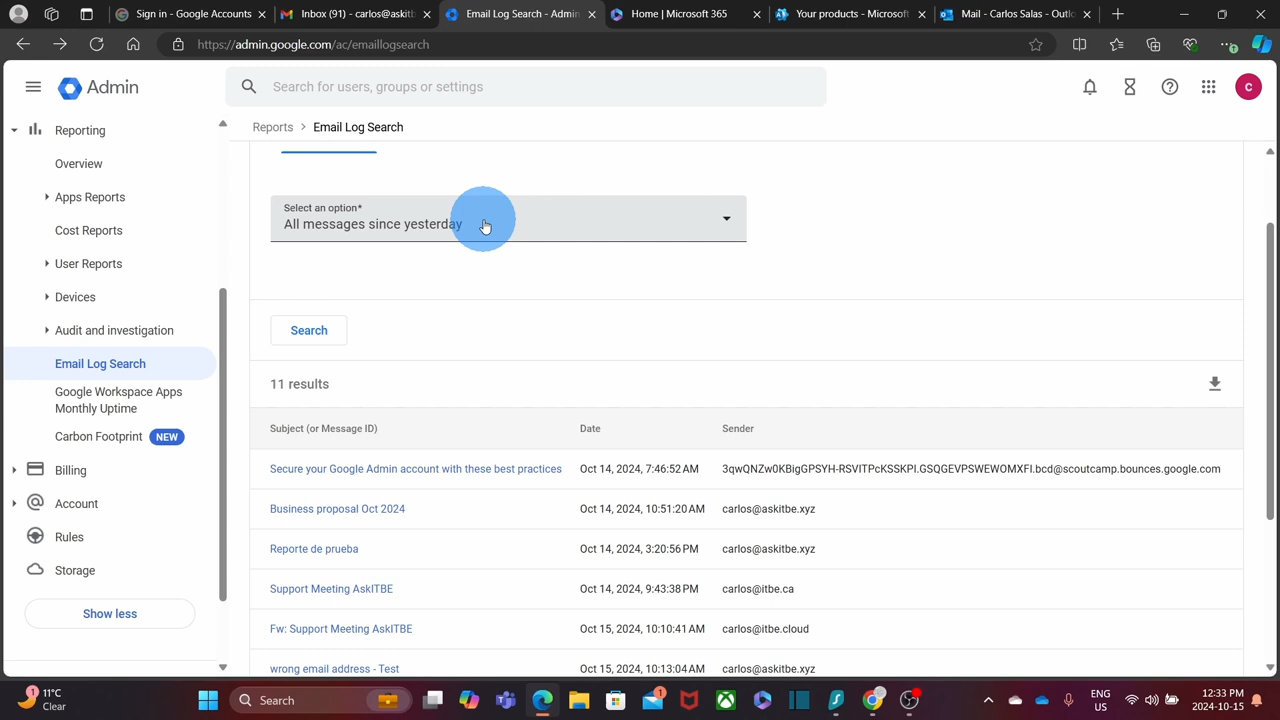 Sign in - Google Accounts
Inbox (91) - carlos@askitb
Email Log Search - Admin
Home | Microsoft 365
Your products - Microsoft
Mail - Carlos Salas - Outlo
https://admin.google.com/ac/emaillogsearch
Admin
Search for users, groups or settings
C
Reporting
Overview
Apps Reports
Cost Reports
User Reports
Devices
Audit and investigation
Email Log Search
Google Workspace Apps
Monthly Uptime
Carbon Footprint NEW
Billing
Account
Rules
Storage
Show less
Reports > Email Log Search
Select an option*
All messages since yesterday
Search
11 results
Subject (or Message ID) Date Sender
Secure your Google Admin account with these best practices Oct 14, 2024, 7:46:52 AM 3qwQNZw0KBigGPSYH-RSVITPcKSSKPI.GSQGEVPSWEWOMXFI.bcd@scoutcamp.bounces.google.com
Business proposal Oct 2024 Oct 14, 2024, 10:51:20 AM carlos@askitbe.xyz
Reporte de prueba Oct 14, 2024, 3:20:56 PM carlos@askitbe.xyz
Support Meeting AskITBE Oct 14, 2024, 9:43:38 PM carlos@itbe.ca
Fw: Support Meeting AskITBE Oct 15, 2024, 10:10:41 AM carlos@itbe.cloud
wrong email address - Test Oct 15, 2024, 10:13:04 AM carlos@askitbe.xyz
1
11°C
Clear
Search
1
ENG
US
12:33 PM
2024-10-15